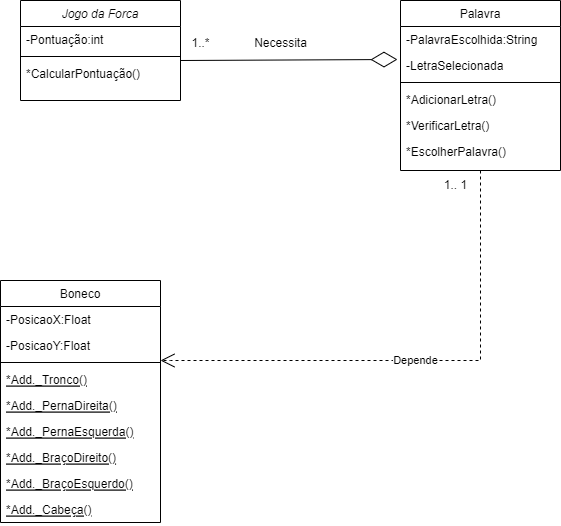 Jogo da Forca
-Pontuação:int
*CalcularPontuação()
1..*
Necessita
Palavra
-PalavraEscolhida:String
-LetraSelecionada
*AdicionarLetra()
*VerificarLetra()
*EscolherPalavra()
1.. 1
Depende
Boneco
-PosicaoX:Float
-PosicaoY:Float
*Add._Tronco()
*Add._PernaDireita()
*Add._PernaEsquerda()
*Add._BraçoDireito()
*Add._BraçoEsquerdo()
*Add._Cabeça()